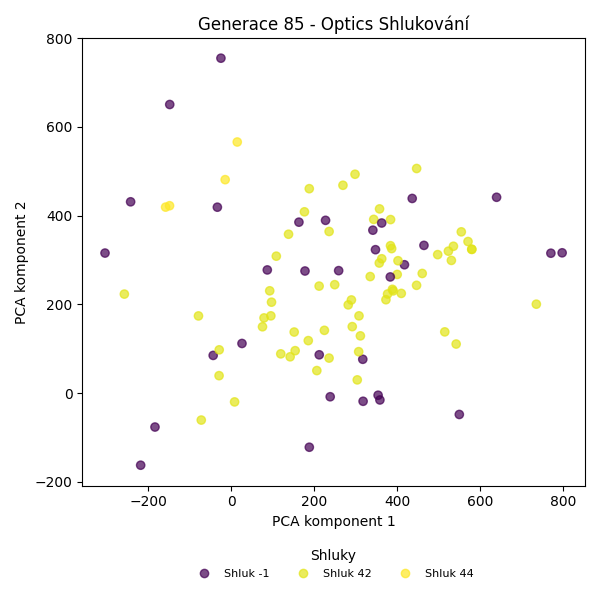 Generace 85 - Optics Shlukování
PCA komponent 2
800
600
400
200
0
−200
−200
0
200
400
600
800
PCA komponent 1
Shluky
Shluk -1
Shluk 42
Shluk 44